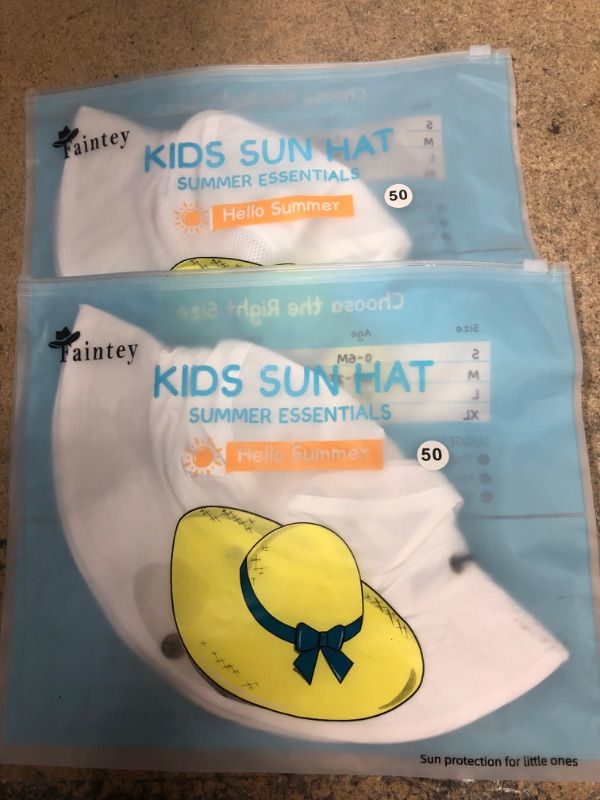 Faintey
KIDS SUN HAT
SUMMER ESSENTIALS
Hello Summer
50
Choose
S
M
L
Faintey
Choose the Right Size
Size
Age
S
0-6M
M
L
XL
KIDS SUN HAT
SUMMER ESSENTIALS
Hello Summer
50
Sun protection for little ones